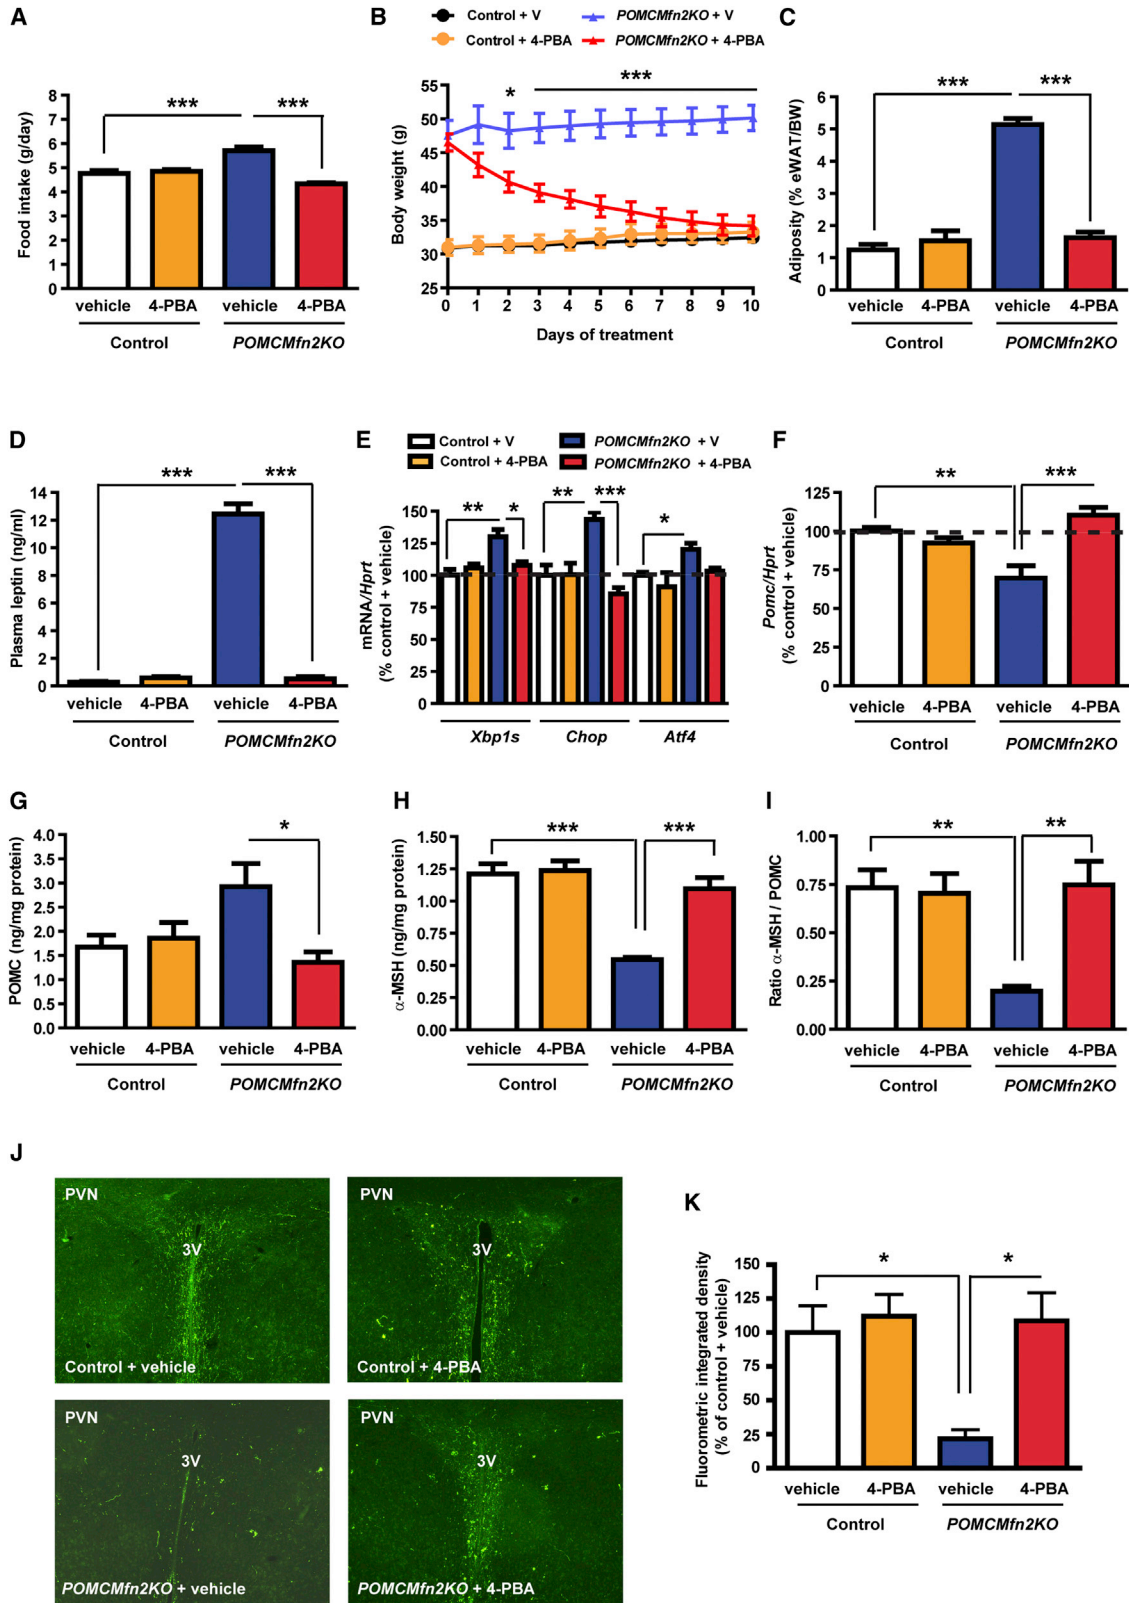 A
Food intake (g/day)
8
7
6
5
4
3
2
1
0
***
***
vehicle 4-PBA vehicle 4-PBA
Control POMCMfn2KO
B
Control + V POMCMfn2KO + V
Control + 4-PBA POMCMfn2KO + 4-PBA
Body weight (g)
55
50
45
40
35
30
25
*
***
0 1 2 3 4 5 6 7 8 9 10
Days of treatment
C
Adiposity (% eWAT/BW)
6
5
4
3
2
1
0
***
***
vehicle 4-PBA vehicle 4-PBA
Control POMCMfn2KO
D
Plasma leptin (ng/ml)
14
12
10
8
6
4
2
0
***
***
vehicle 4-PBA vehicle 4-PBA
Control POMCMfn2KO
E
Control + V POMCMfn2KO + V
Control + 4-PBA POMCMfn2KO + 4-PBA
mRNA/Hprt
(% control + vehicle)
150
125
100
75
50
25
0
** * ** *** *
Xbp1s Chop Atf4
F
Pomc/Hprt
(% control + vehicle)
125
100
75
50
25
0
**
***
vehicle 4-PBA vehicle 4-PBA
Control POMCMfn2KO
G
POMC (ng/mg protein)
4.0
3.5
3.0
2.5
2.0
1.5
1.0
0.5
0.0
*
vehicle 4-PBA vehicle 4-PBA
Control POMCMfn2KO
H
α-MSH (ng/mg protein)
1.50
1.25
1.00
0.75
0.50
0.25
0.00
***
***
vehicle 4-PBA vehicle 4-PBA
Control POMCMfn2KO
I
Ratio α-MSH / POMC
1.00
0.75
0.50
0.25
0.00
**
**
vehicle 4-PBA vehicle 4-PBA
Control POMCMfn2KO
J
PVN
3V
Control + vehicle
PVN
3V
Control + 4-PBA
PVN
3V
POMCMfn2KO + vehicle
PVN
3V
POMCMfn2KO + 4-PBA
K
Fluorometric integrated density
(% of control + vehicle)
150
125
100
75
50
25
0
*
*
vehicle 4-PBA vehicle 4-PBA
Control POMCMfn2KO